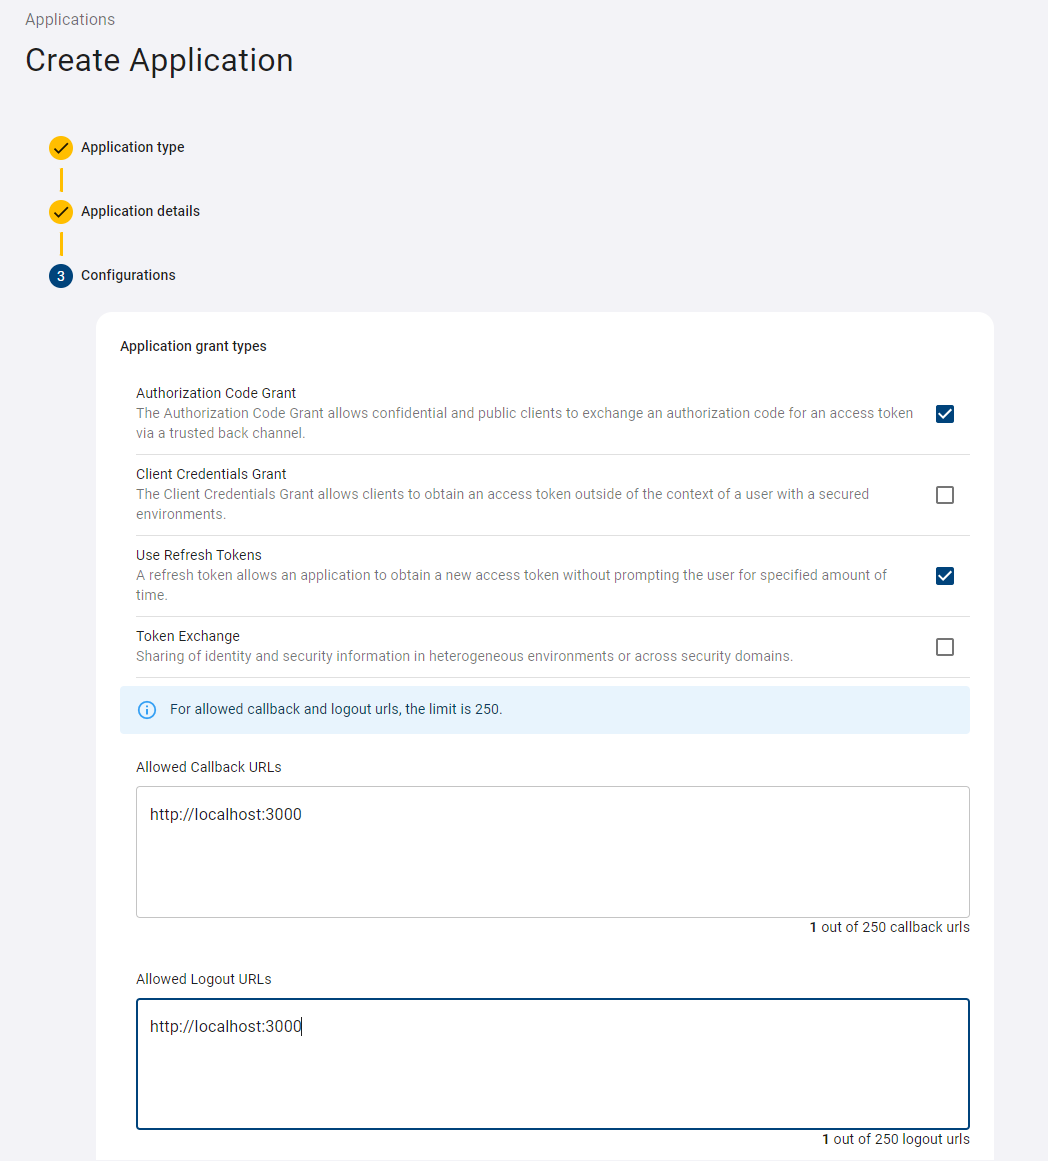 Applications
Create Application
Application type
Application details
3 Configurations
Application grant types
Authorization Code Grant
The Authorization Code Grant allows confidential and public clients to exchange an authorization code for an access token
via a trusted back channel.
Client Credentials Grant
The Client Credentials Grant allows clients to obtain an access token outside of the context of a user with a secured
environments.
Use Refresh Tokens
A refresh token allows an application to obtain a new access token without prompting the user for specified amount of
time.
Token Exchange
Sharing of identity and security information in heterogeneous environments or across security domains.
For allowed callback and logout urls, the limit is 250.
Allowed Callback URLs
http://localhost:3000
1 out of 250 callback urls
Allowed Logout URLs
http://localhost:3000
1 out of 250 logout urls